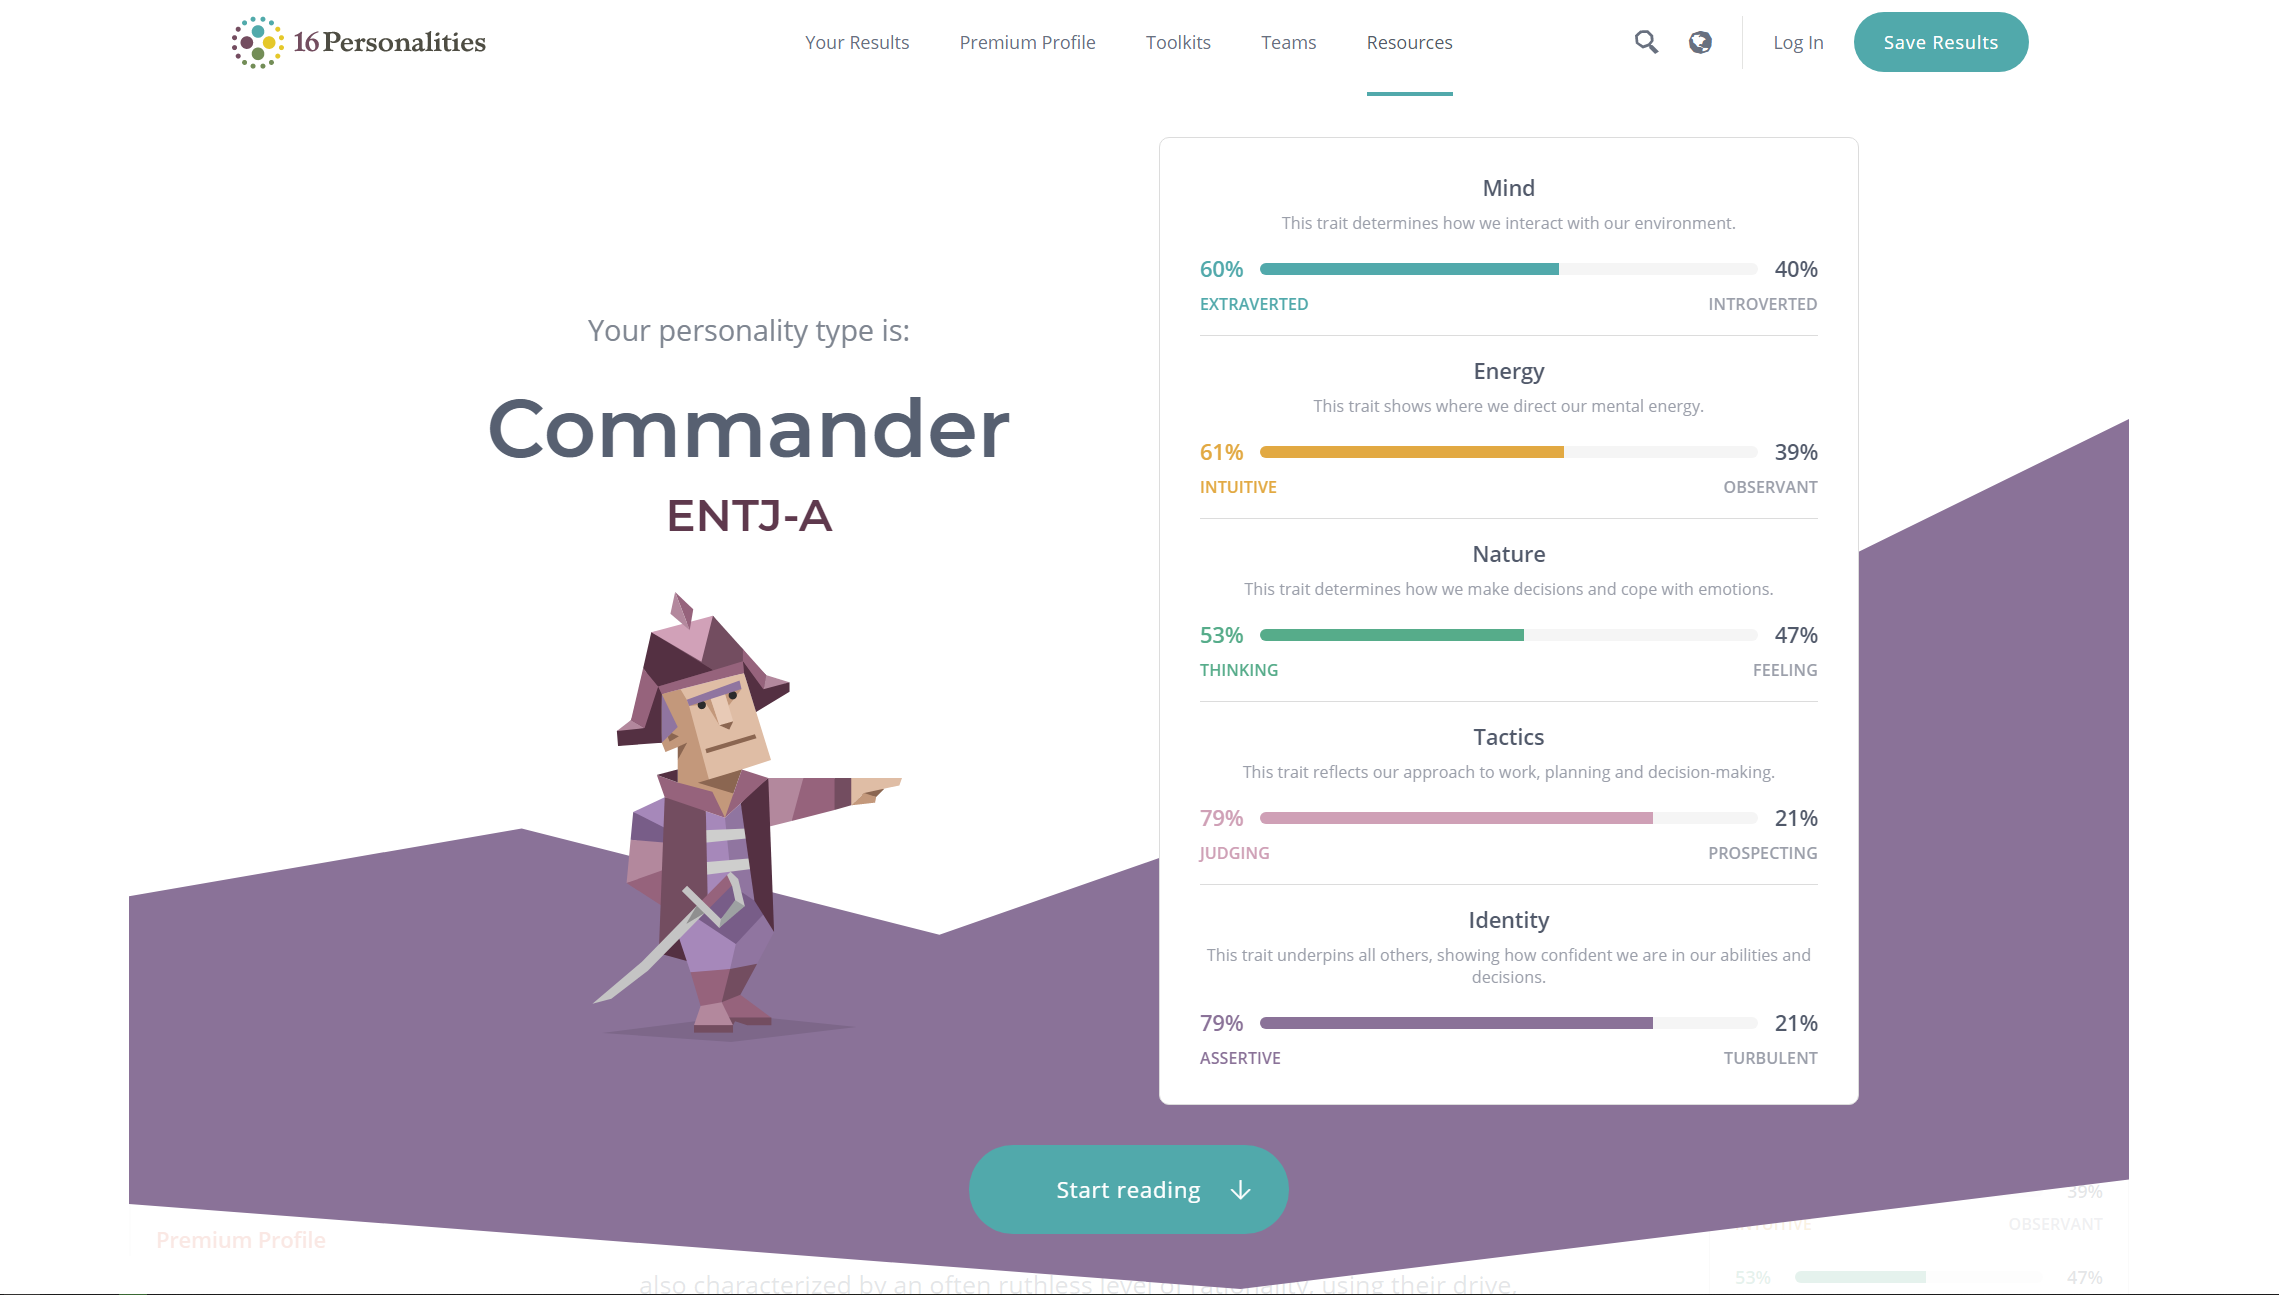 16Personalities
Your Results
Premium Profile
Toolkits
Teams
Resources
Log In
Save Results
Your personality type is:
Commander
ENTJ-A
Mind
This trait determines how we interact with our environment.
60%
40%
EXTRAVERTED
INTROVERTED
Energy
This trait shows where we direct our mental energy.
61%
39%
INTUITIVE
OBSERVANT
Nature
This trait determines how we make decisions and cope with emotions.
53%
47%
THINKING
FEELING
Tactics
This trait reflects our approach to work, planning and decision-making.
79%
21%
JUDGING
PROSPECTING
Identity
This trait underpins all others, showing how confident we are in our abilities and
decisions.
79%
21%
ASSERTIVE
TURBULENT
Start reading
39%
OBSERVANT
Premium Profile
53%
47%
also characterized by an often ruthless level of rationality, using their drive,